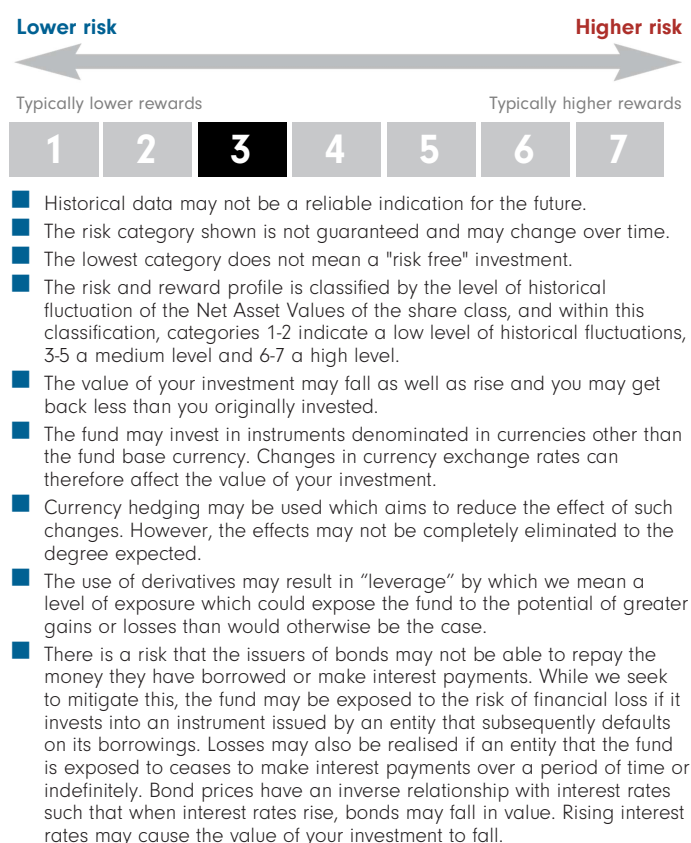 Lower risk Higher risk
Typically lower rewards Typically higher rewards
1 2 3 4 5 6 7
Historical data may not be a reliable indication for the future.
The risk category shown is not guaranteed and may change over time.
The lowest category does not mean a "risk free" investment.
The risk and reward profile is classified by the level of historical
fluctuation of the Net Asset Values of the share class, and within this
classification, categories 1-2 indicate a low level of historical fluctuations,
3-5 a medium level and 6-7 a high level.
The value of your investment may fall as well as rise and you may get
back less than you originally invested.
The fund may invest in instruments denominated in currencies other than
the fund base currency. Changes in currency exchange rates can
therefore affect the value of your investment.
Currency hedging may be used which aims to reduce the effect of such
changes. However, the effects may not be completely eliminated to the
degree expected.
The use of derivatives may result in “leverage” by which we mean a
level of exposure which could expose the fund to the potential of greater
gains or losses than would otherwise be the case.
There is a risk that the issuers of bonds may not be able to repay the
money they have borrowed or make interest payments. While we seek
to mitigate this, the fund may be exposed to the risk of financial loss if it
invests into an instrument issued by an entity that subsequently defaults
on its borrowings. Losses may also be realised if an entity that the fund
is exposed to ceases to make interest payments over a period of time or
indefinitely. Bond prices have an inverse relationship with interest rates
such that when interest rates rise, bonds may fall in value. Rising interest
rates may cause the value of your investment to fall.